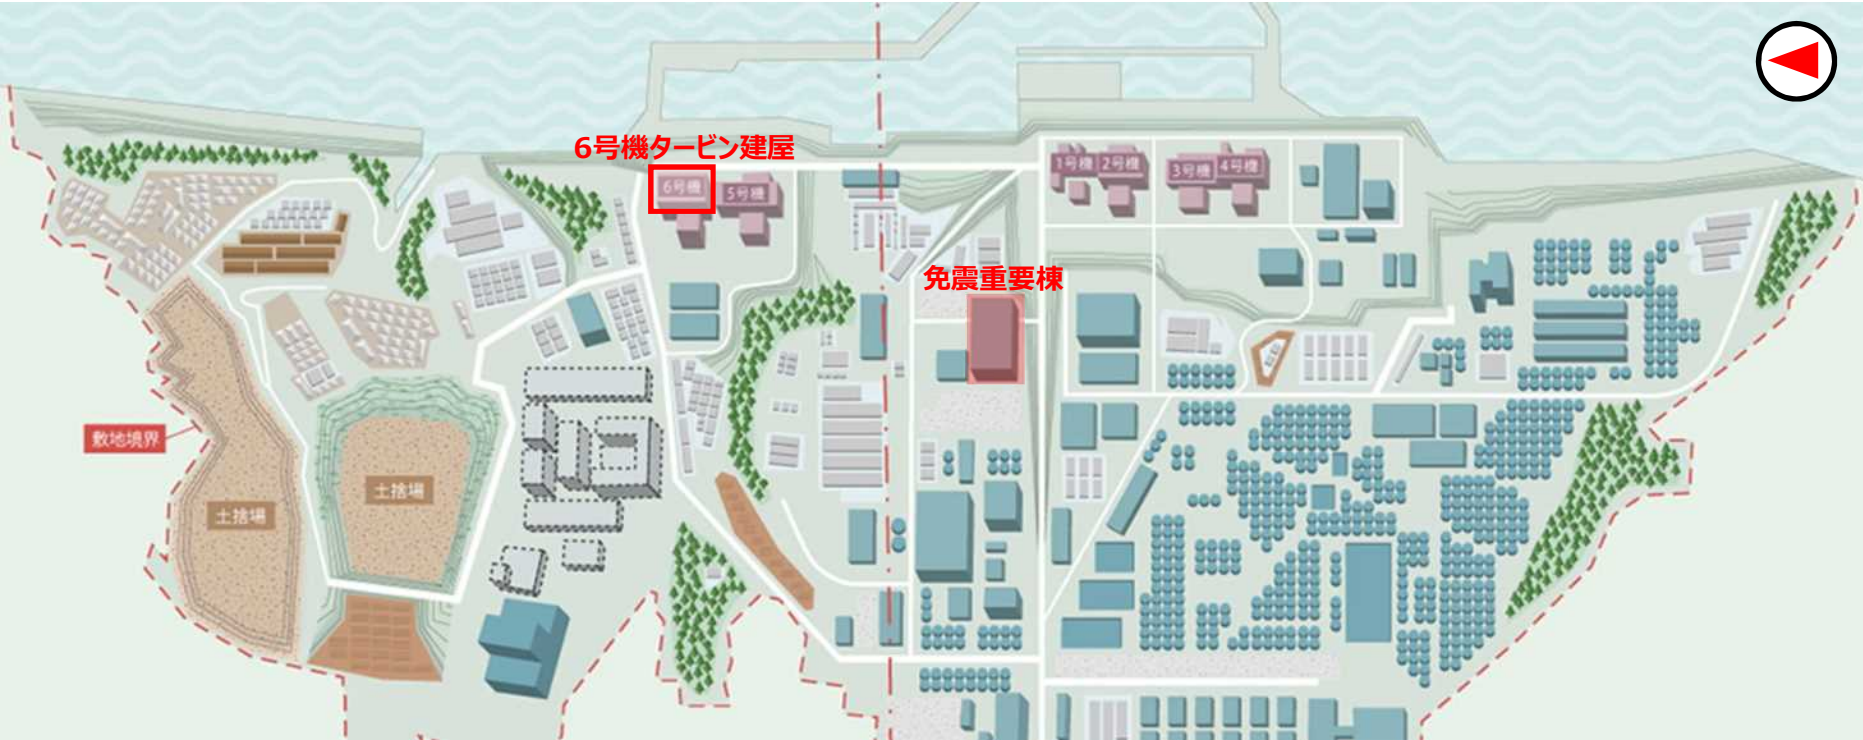 6号機タービン建屋
6号機
5号機
1号機
2号機
3号機
4号機
免震重要棟
敷地境界
土捨場
土捨場